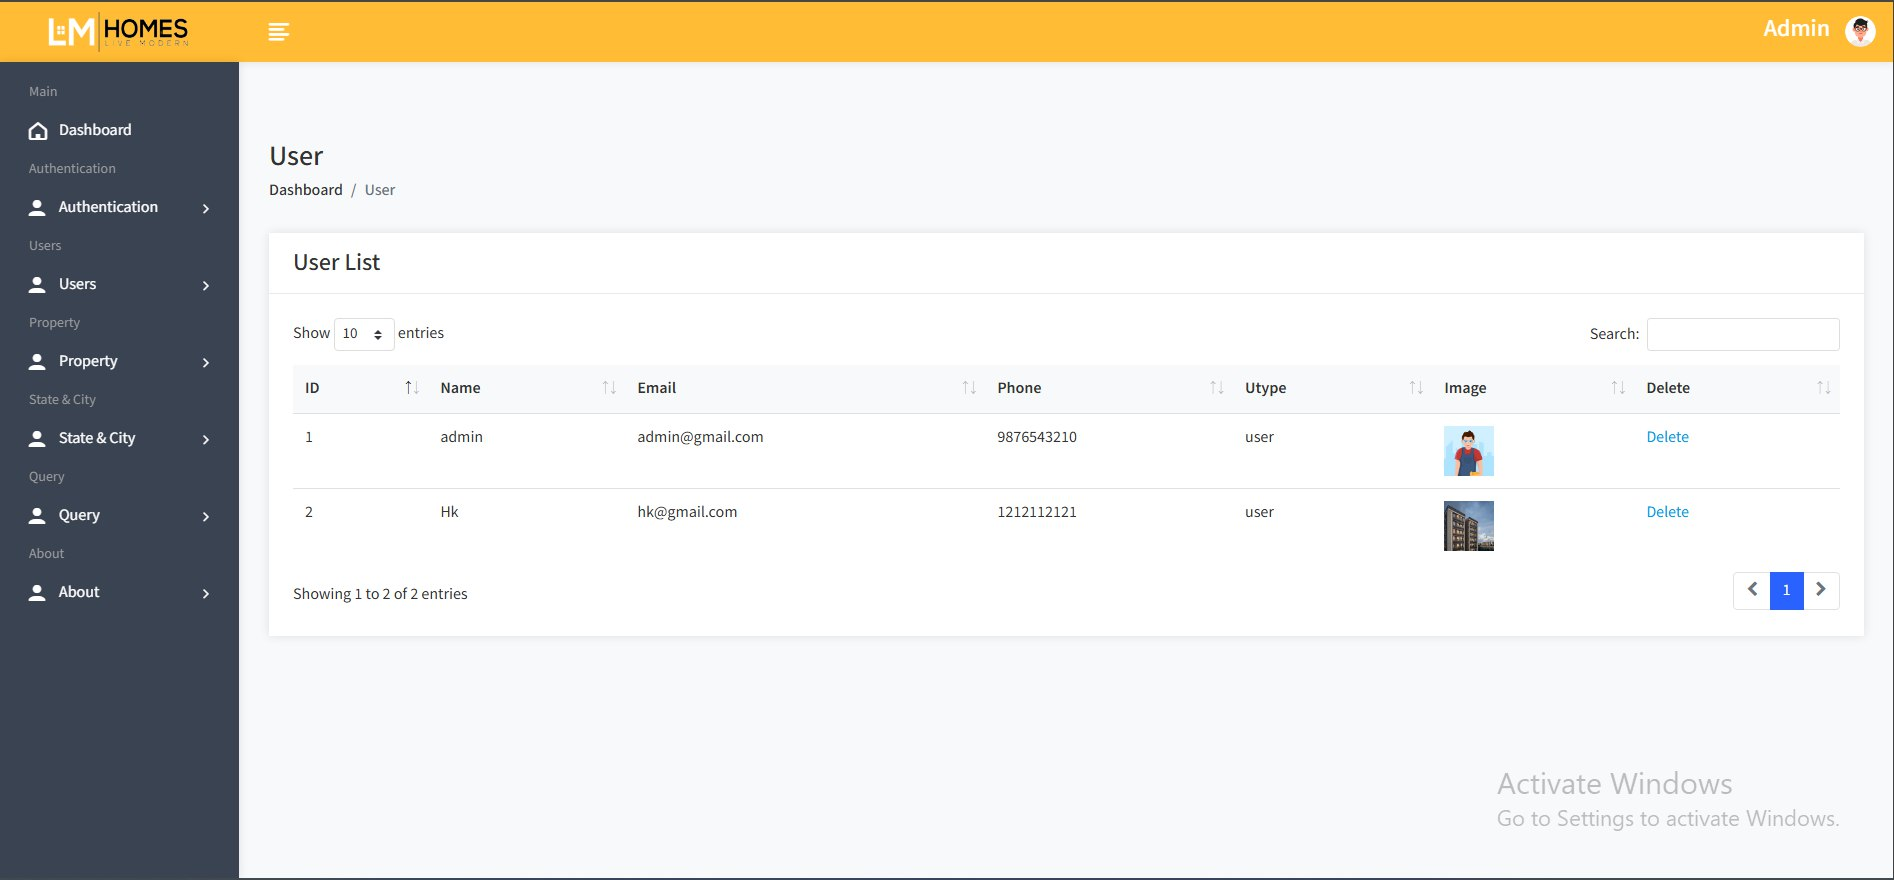 LM HOMES
LIVE MODERN
Admin
Main
Dashboard
Authentication
Authentication
Users
Users
Property
Property
State & City
State & City
Query
Query
About
About
User
Dashboard / User
User List
Show 10 entries
Search:
ID Name Email Phone Utype Image Delete
1 admin admin@gmail.com 9876543210 user Delete
2 Hk hk@gmail.com 1212112121 user Delete
Showing 1 to 2 of 2 entries
1
Activate Windows
Go to Settings to activate Windows.